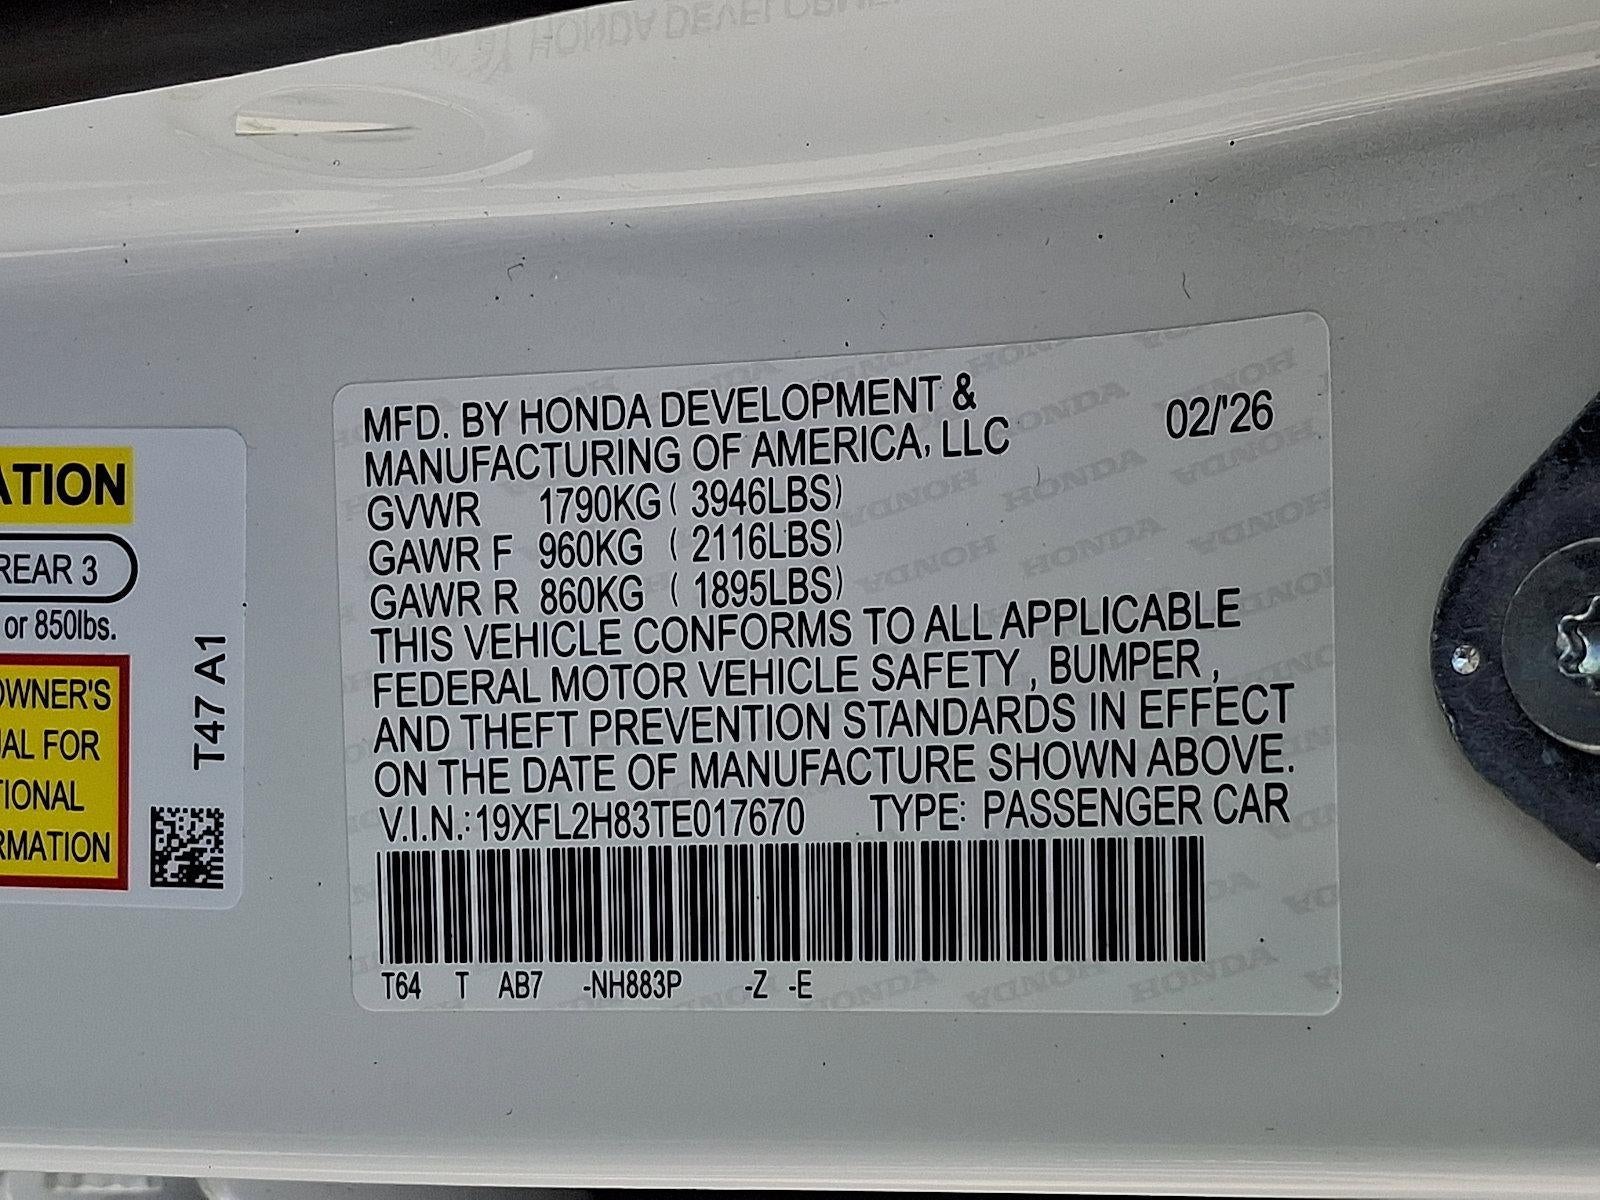 HONDA DEVELOPMENT
ATION
REAR 3
or 850lbs.
OWNER'S
UAL FOR
TIONAL
RMATION
T47 A1
MFD. BY HONDA DEVELOPMENT &
MANUFACTURING OF AMERICA, LLC
02/'26
GVWR 1790KG ( 3946LBS)
GAWR F 960KG ( 2116LBS)
GAWR R 860KG ( 1895LBS)
THIS VEHICLE CONFORMS TO ALL APPLICABLE
FEDERAL MOTOR VEHICLE SAFETY , BUMPER ,
AND THEFT PREVENTION STANDARDS IN EFFECT
ON THE DATE OF MANUFACTURE SHOWN ABOVE.
V.I.N.: 19XFL2H83TE017670 TYPE: PASSENGER CAR
T64 T AB7 -NH883P -Z -E